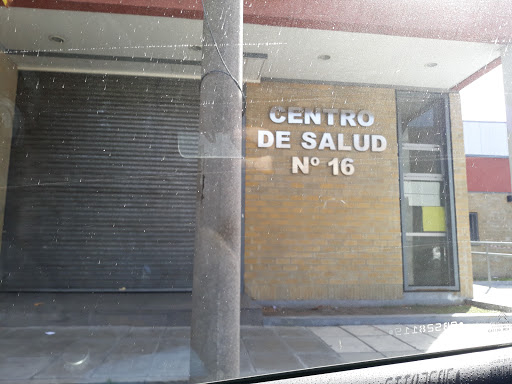 CENTRO
DE SALUD
Nº 16